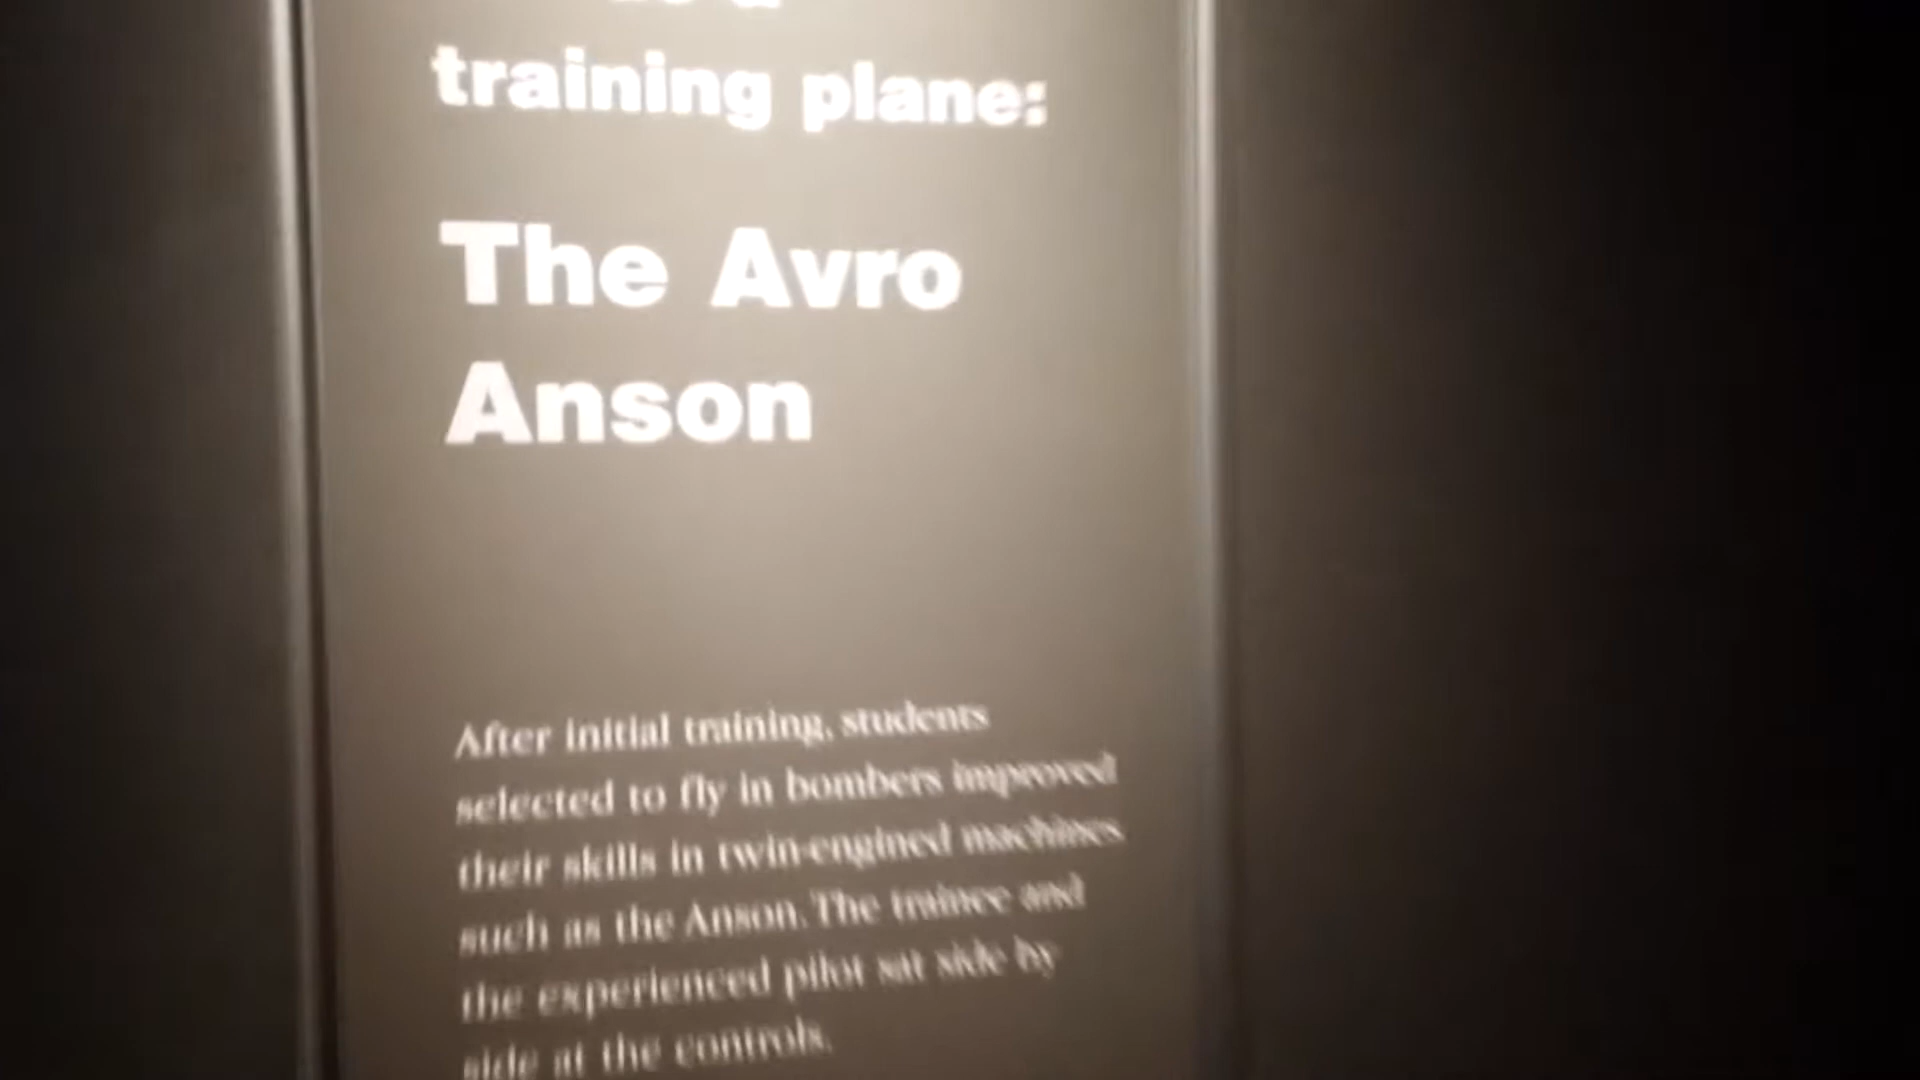 training plane:
The Avro
Anson
After initial training, students
selected to fly in bombers improved
their skills in twin-engined machines
such as the Anson. The trainee and
the experienced pilot sat side by
side at the controls.